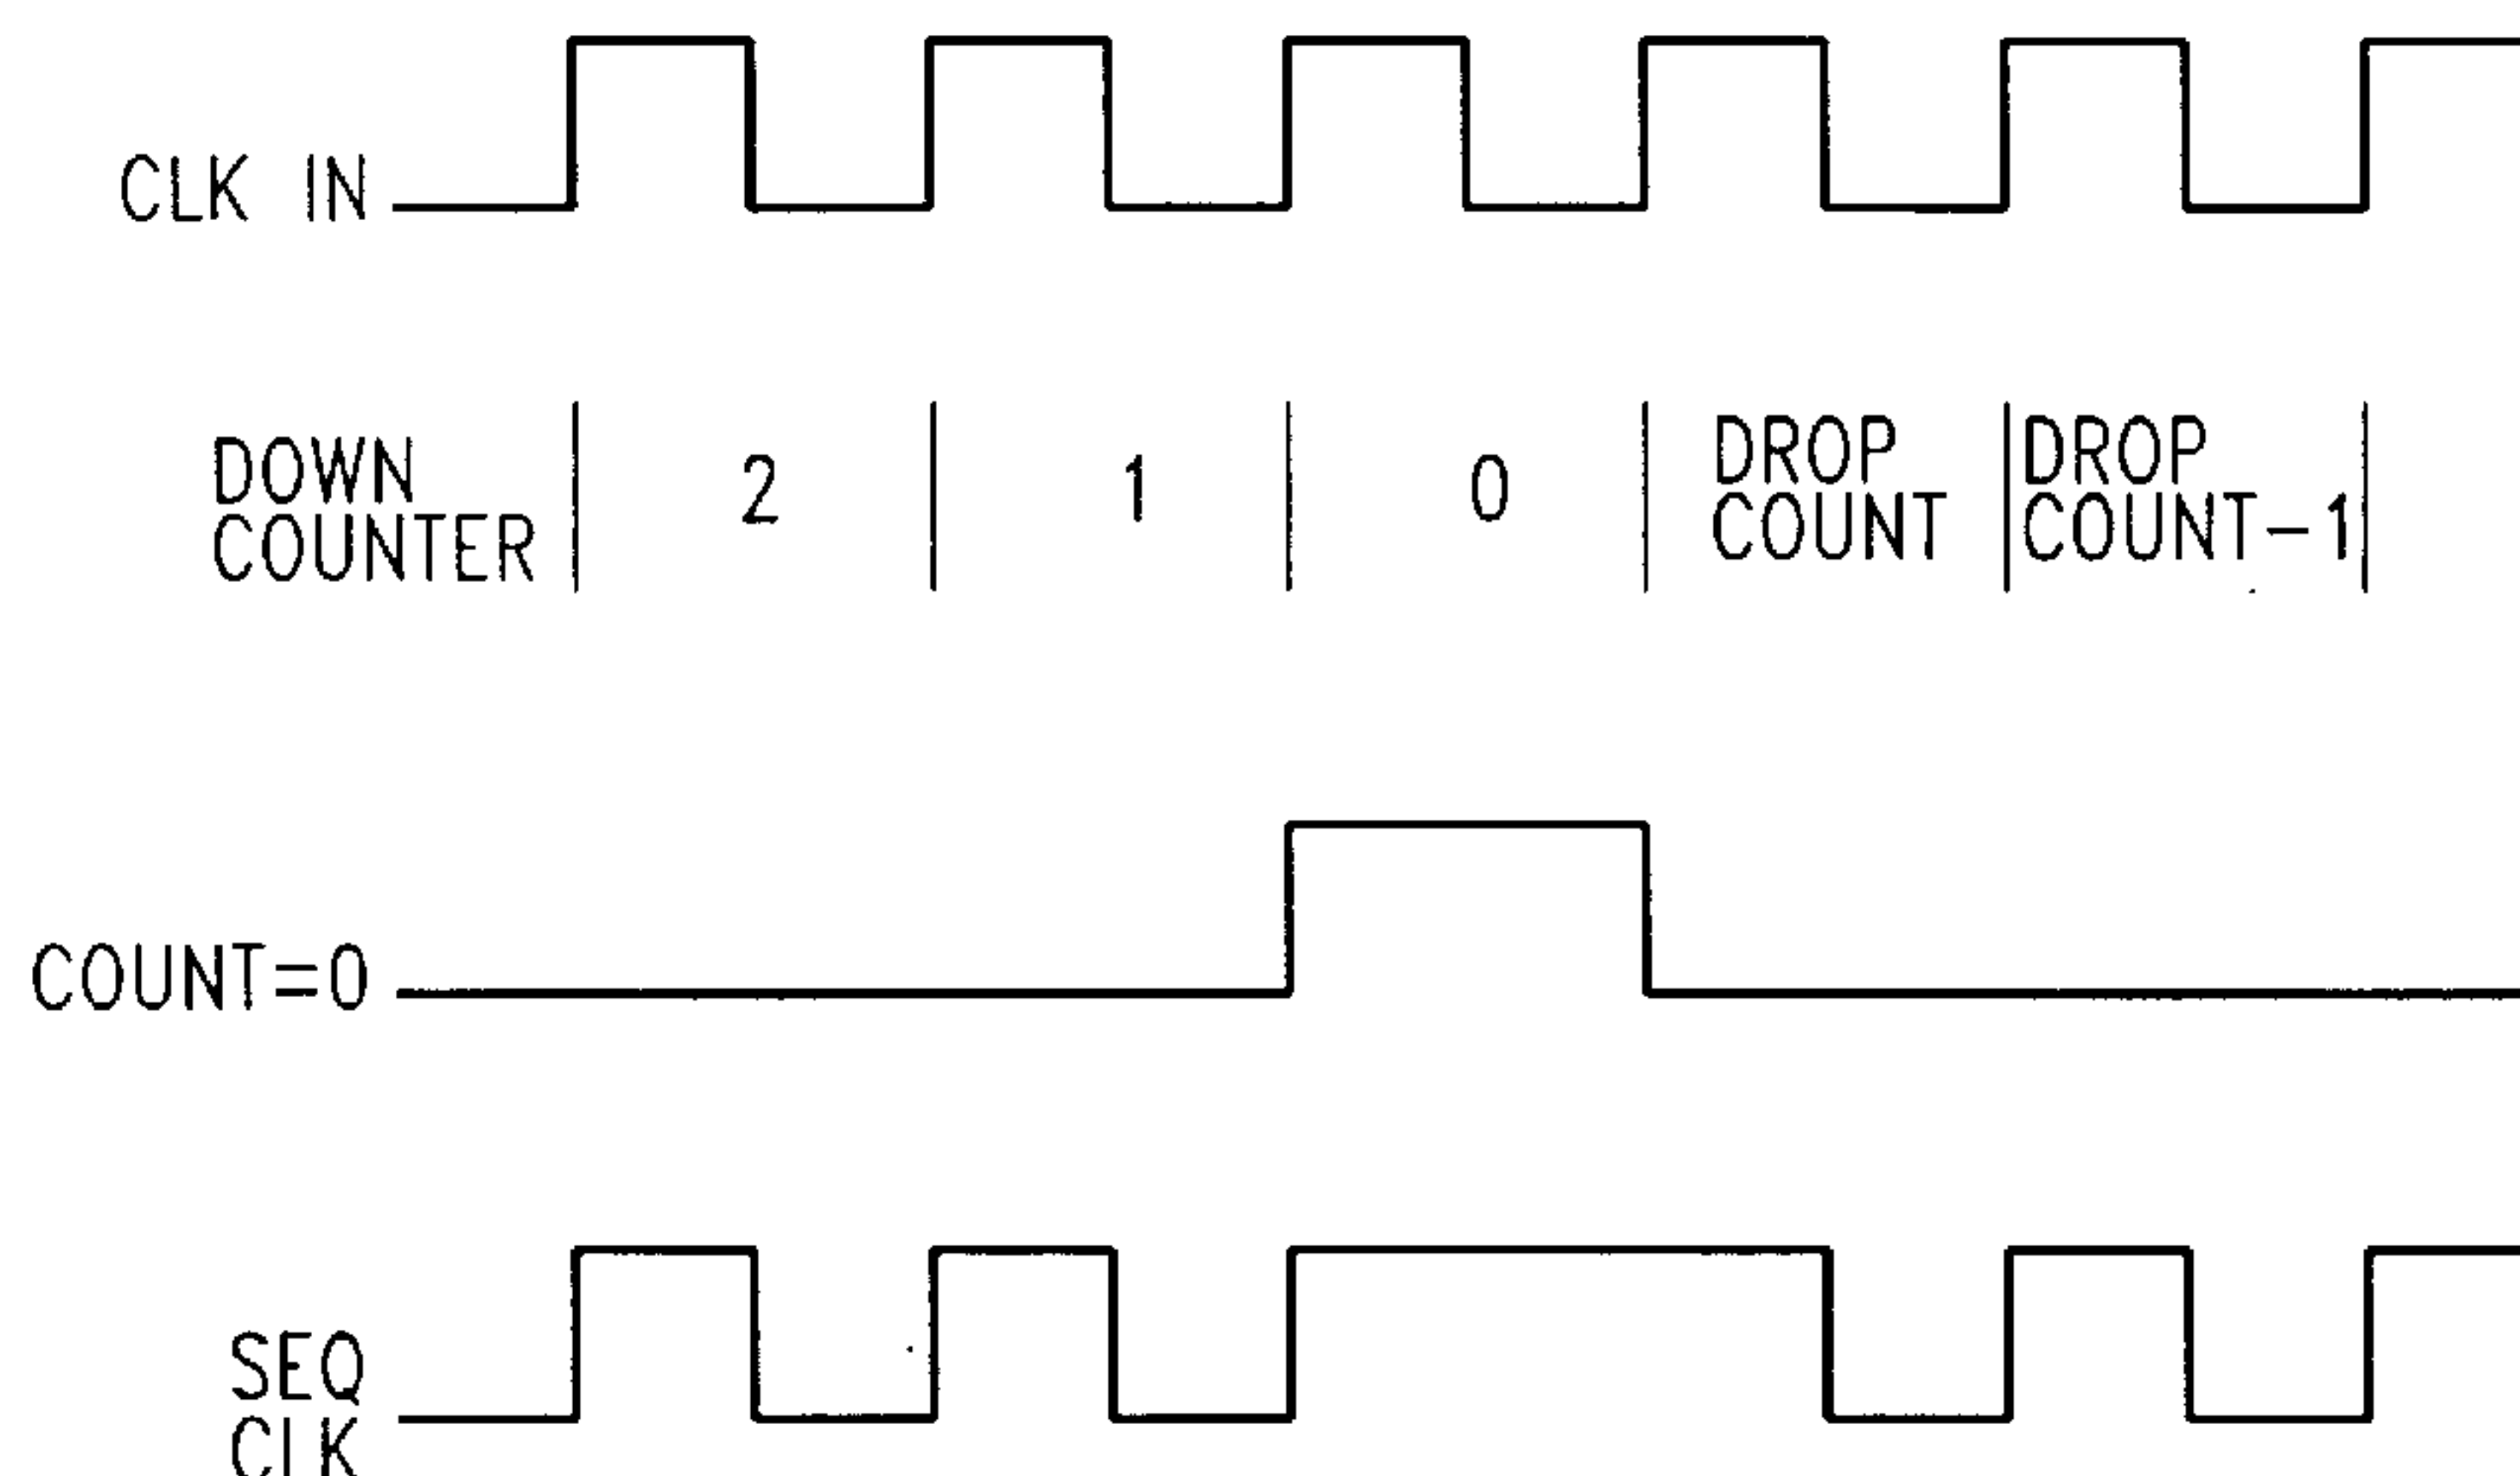 CLK IN
DOWN
COUNTER
2
1
0
DROP
COUNT
DROP
COUNT-1
COUNT=0
SEQ
CLK